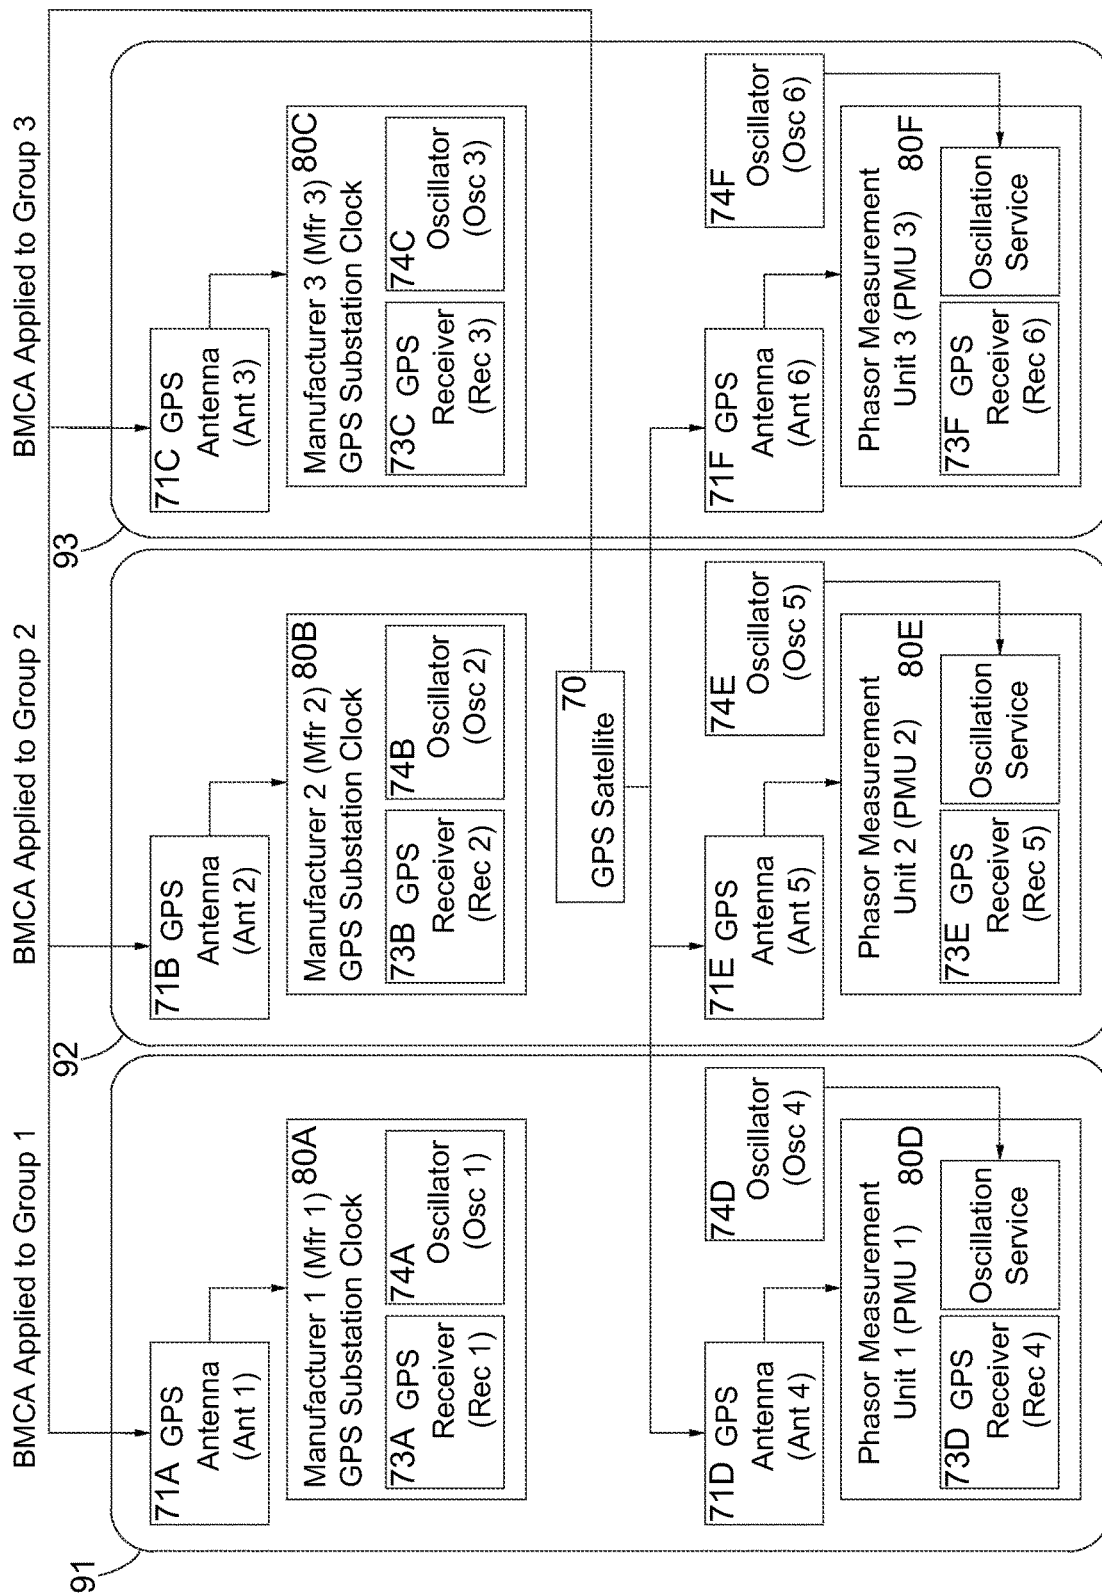 BMCA Applied to Group 1
91
71A GPS
Antenna
(Ant 1)
Manufacturer 1 (Mfr 1)
80A
GPS Substation Clock
73A GPS
Receiver
(Rec 1)
74A
Oscillator
(Osc 1)
71D GPS
Antenna
(Ant 4)
74D
Oscillator
(Osc 4)
Phasor Measurement
Unit 1 (PMU 1)
80D
73D GPS
Receiver
(Rec 4)
Oscillation
Service
BMCA Applied to Group 2
92
71B GPS
Antenna
(Ant 2)
Manufacturer 2 (Mfr 2)
80B
GPS Substation Clock
73B GPS
Receiver
(Rec 2)
74B
Oscillator
(Osc 2)
70
GPS Satellite
71E GPS
Antenna
(Ant 5)
74E
Oscillator
(Osc 5)
Phasor Measurement
Unit 2 (PMU 2)
80E
73E GPS
Receiver
(Rec 5)
Oscillation
Service
BMCA Applied to Group 3
93
71C GPS
Antenna
(Ant 3)
Manufacturer 3 (Mfr 3)
80C
GPS Substation Clock
73C GPS
Receiver
(Rec 3)
74C
Oscillator
(Osc 3)
71F GPS
Antenna
(Ant 6)
74F
Oscillator
(Osc 6)
Phasor Measurement
Unit 3 (PMU 3)
80F
73F GPS
Receiver
(Rec 6)
Oscillation
Service